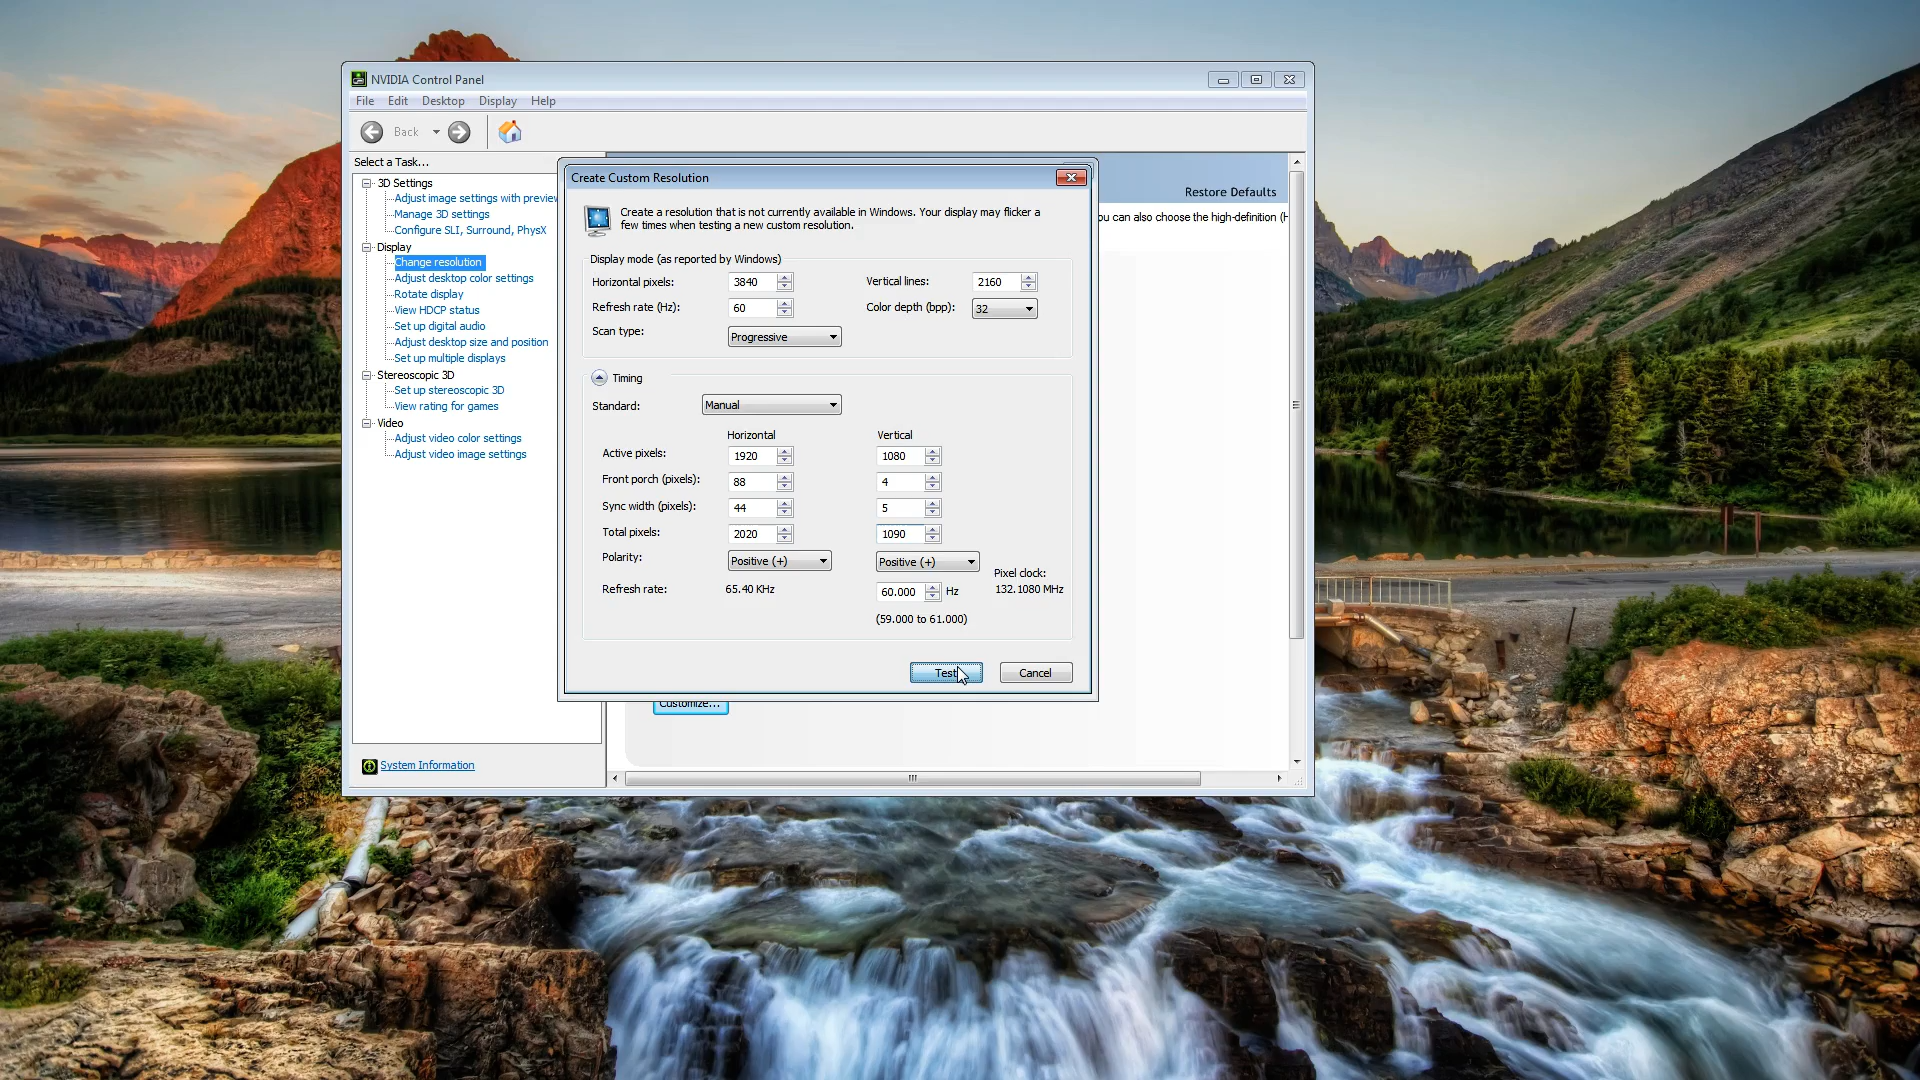 NVIDIA Control Panel
File Edit Desktop Display Help
Back
Select a Task...
3D Settings
Adjust image settings with preview
Manage 3D settings
Configure SLI, Surround, PhysX
Display
Change resolution
Adjust desktop color settings
Rotate display
View HDCP status
Set up digital audio
Adjust desktop size and position
Set up multiple displays
Stereoscopic 3D
Set up stereoscopic 3D
View rating for games
Video
Adjust video color settings
Adjust video image settings
System Information
Restore Defaults
ou can also choose the high-definition (H
Customize...
Create Custom Resolution
Create a resolution that is not currently available in Windows. Your display may flicker a
few times when testing a new custom resolution.
Display mode (as reported by Windows)
Horizontal pixels: 3840 Vertical lines: 2160
Refresh rate (Hz): 60 Color depth (bpp): 32
Scan type: Progressive
Timing
Standard: Manual
Horizontal Vertical
Active pixels: 1920 1080
Front porch (pixels): 88 4
Sync width (pixels): 44 5
Total pixels: 2020 1090
Polarity: Positive (+) Positive (+)
Pixel clock:
Refresh rate: 65.40 KHz 60.000 Hz 132.1080 MHz
(59.000 to 61.000)
Test Cancel